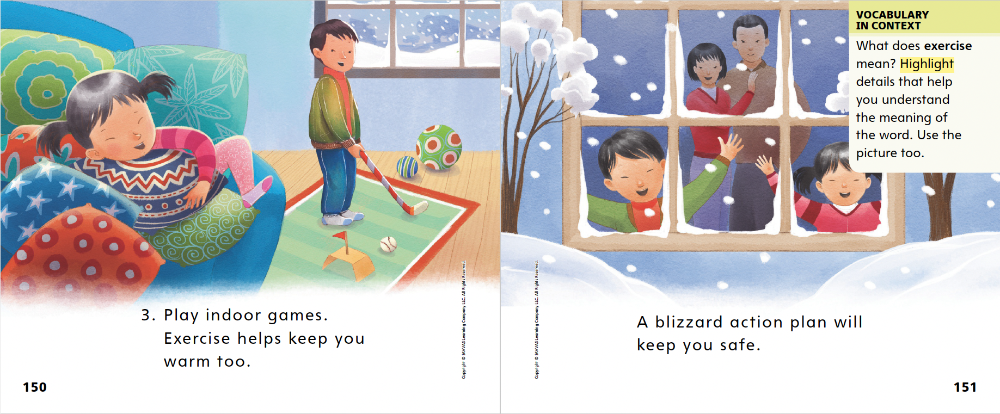 3. Play indoor games.
Exercise helps keep you
warm too.
Copyright © SAVVAS Learning Company LLC. All Rights Reserved.
150
VOCABULARY
IN CONTEXT
What does exercise
mean? Highlight
details that help
you understand
the meaning of
the word. Use the
picture too.
Copyright © SAVVAS Learning Company LLC. All Rights Reserved.
A blizzard action plan will
keep you safe.
151